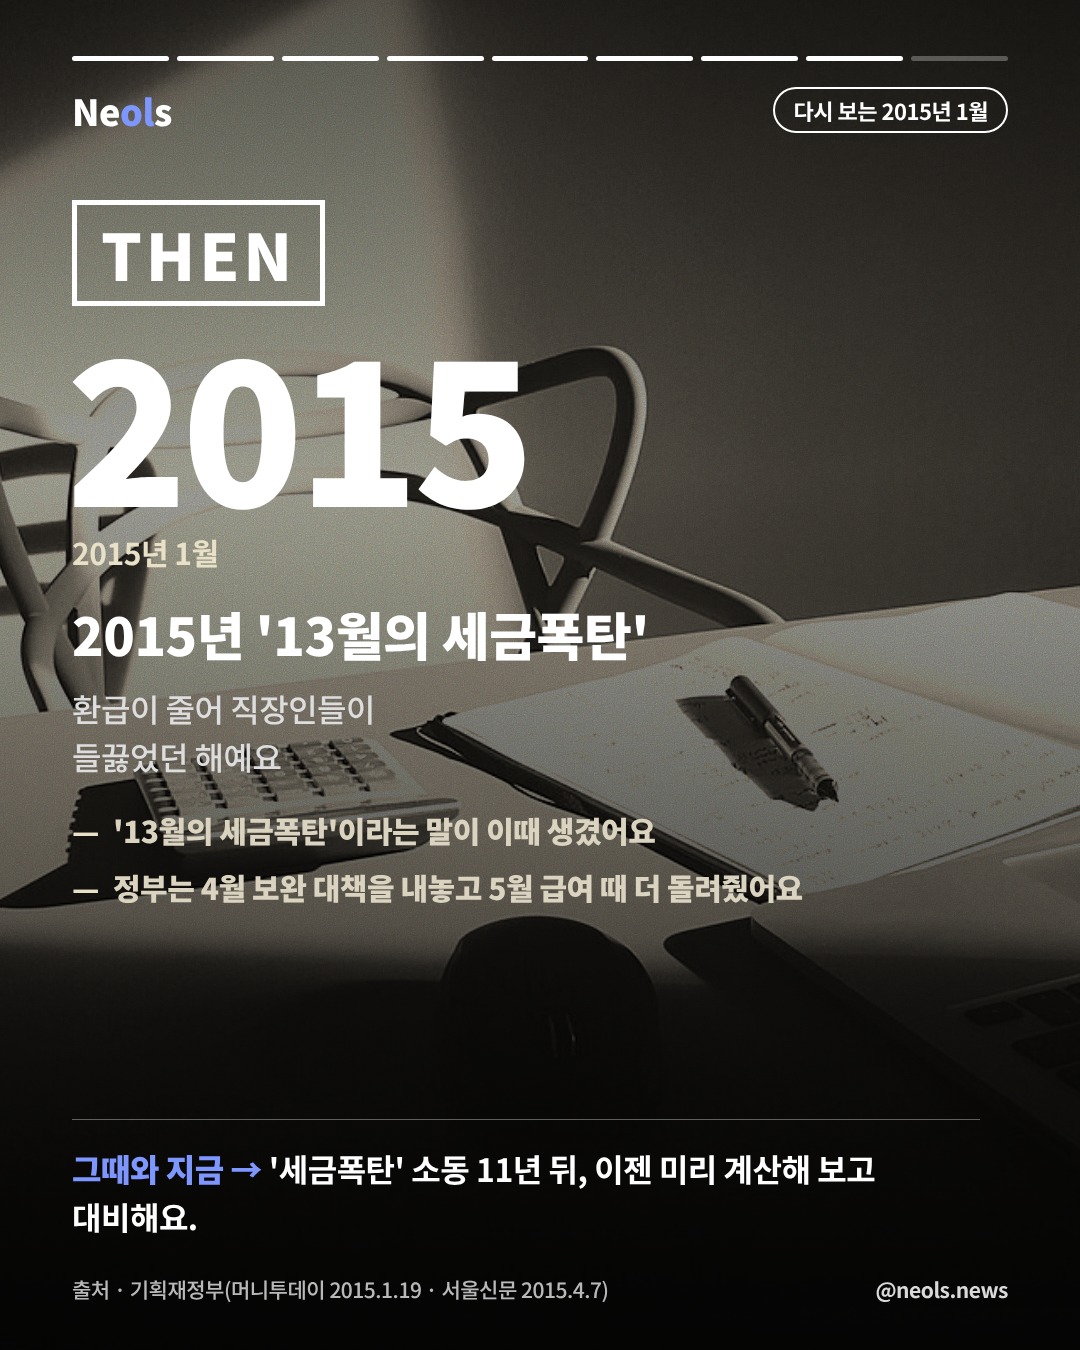 Neols
다시 보는 2015년 1월
THEN
2015
2015년 1월
2015년 '13월의 세금폭탄'
환급이 줄어 직장인들이
들끓었던 해예요
— '13월의 세금폭탄'이라는 말이 이때 생겼어요
— 정부는 4월 보완 대책을 내놓고 5월 급여 때 더 돌려줬어요
그때와 지금 → '세금폭탄' 소동 11년 뒤, 이젠 미리 계산해 보고
대비해요.
출처 · 기획재정부(머니투데이 2015.1.19 · 서울신문 2015.4.7)
@neols.news